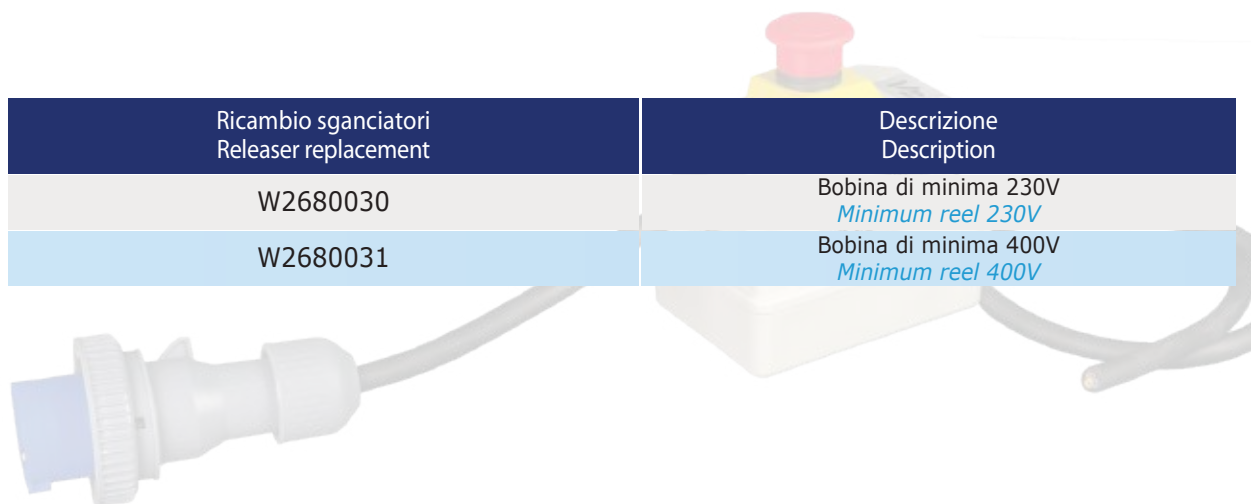 Ricambio sganciatori
Releaser replacement
Descrizione
Description
W2680030
Bobina di minima 230V
Minimum reel 230V
W2680031
Bobina di minima 400V
Minimum reel 400V